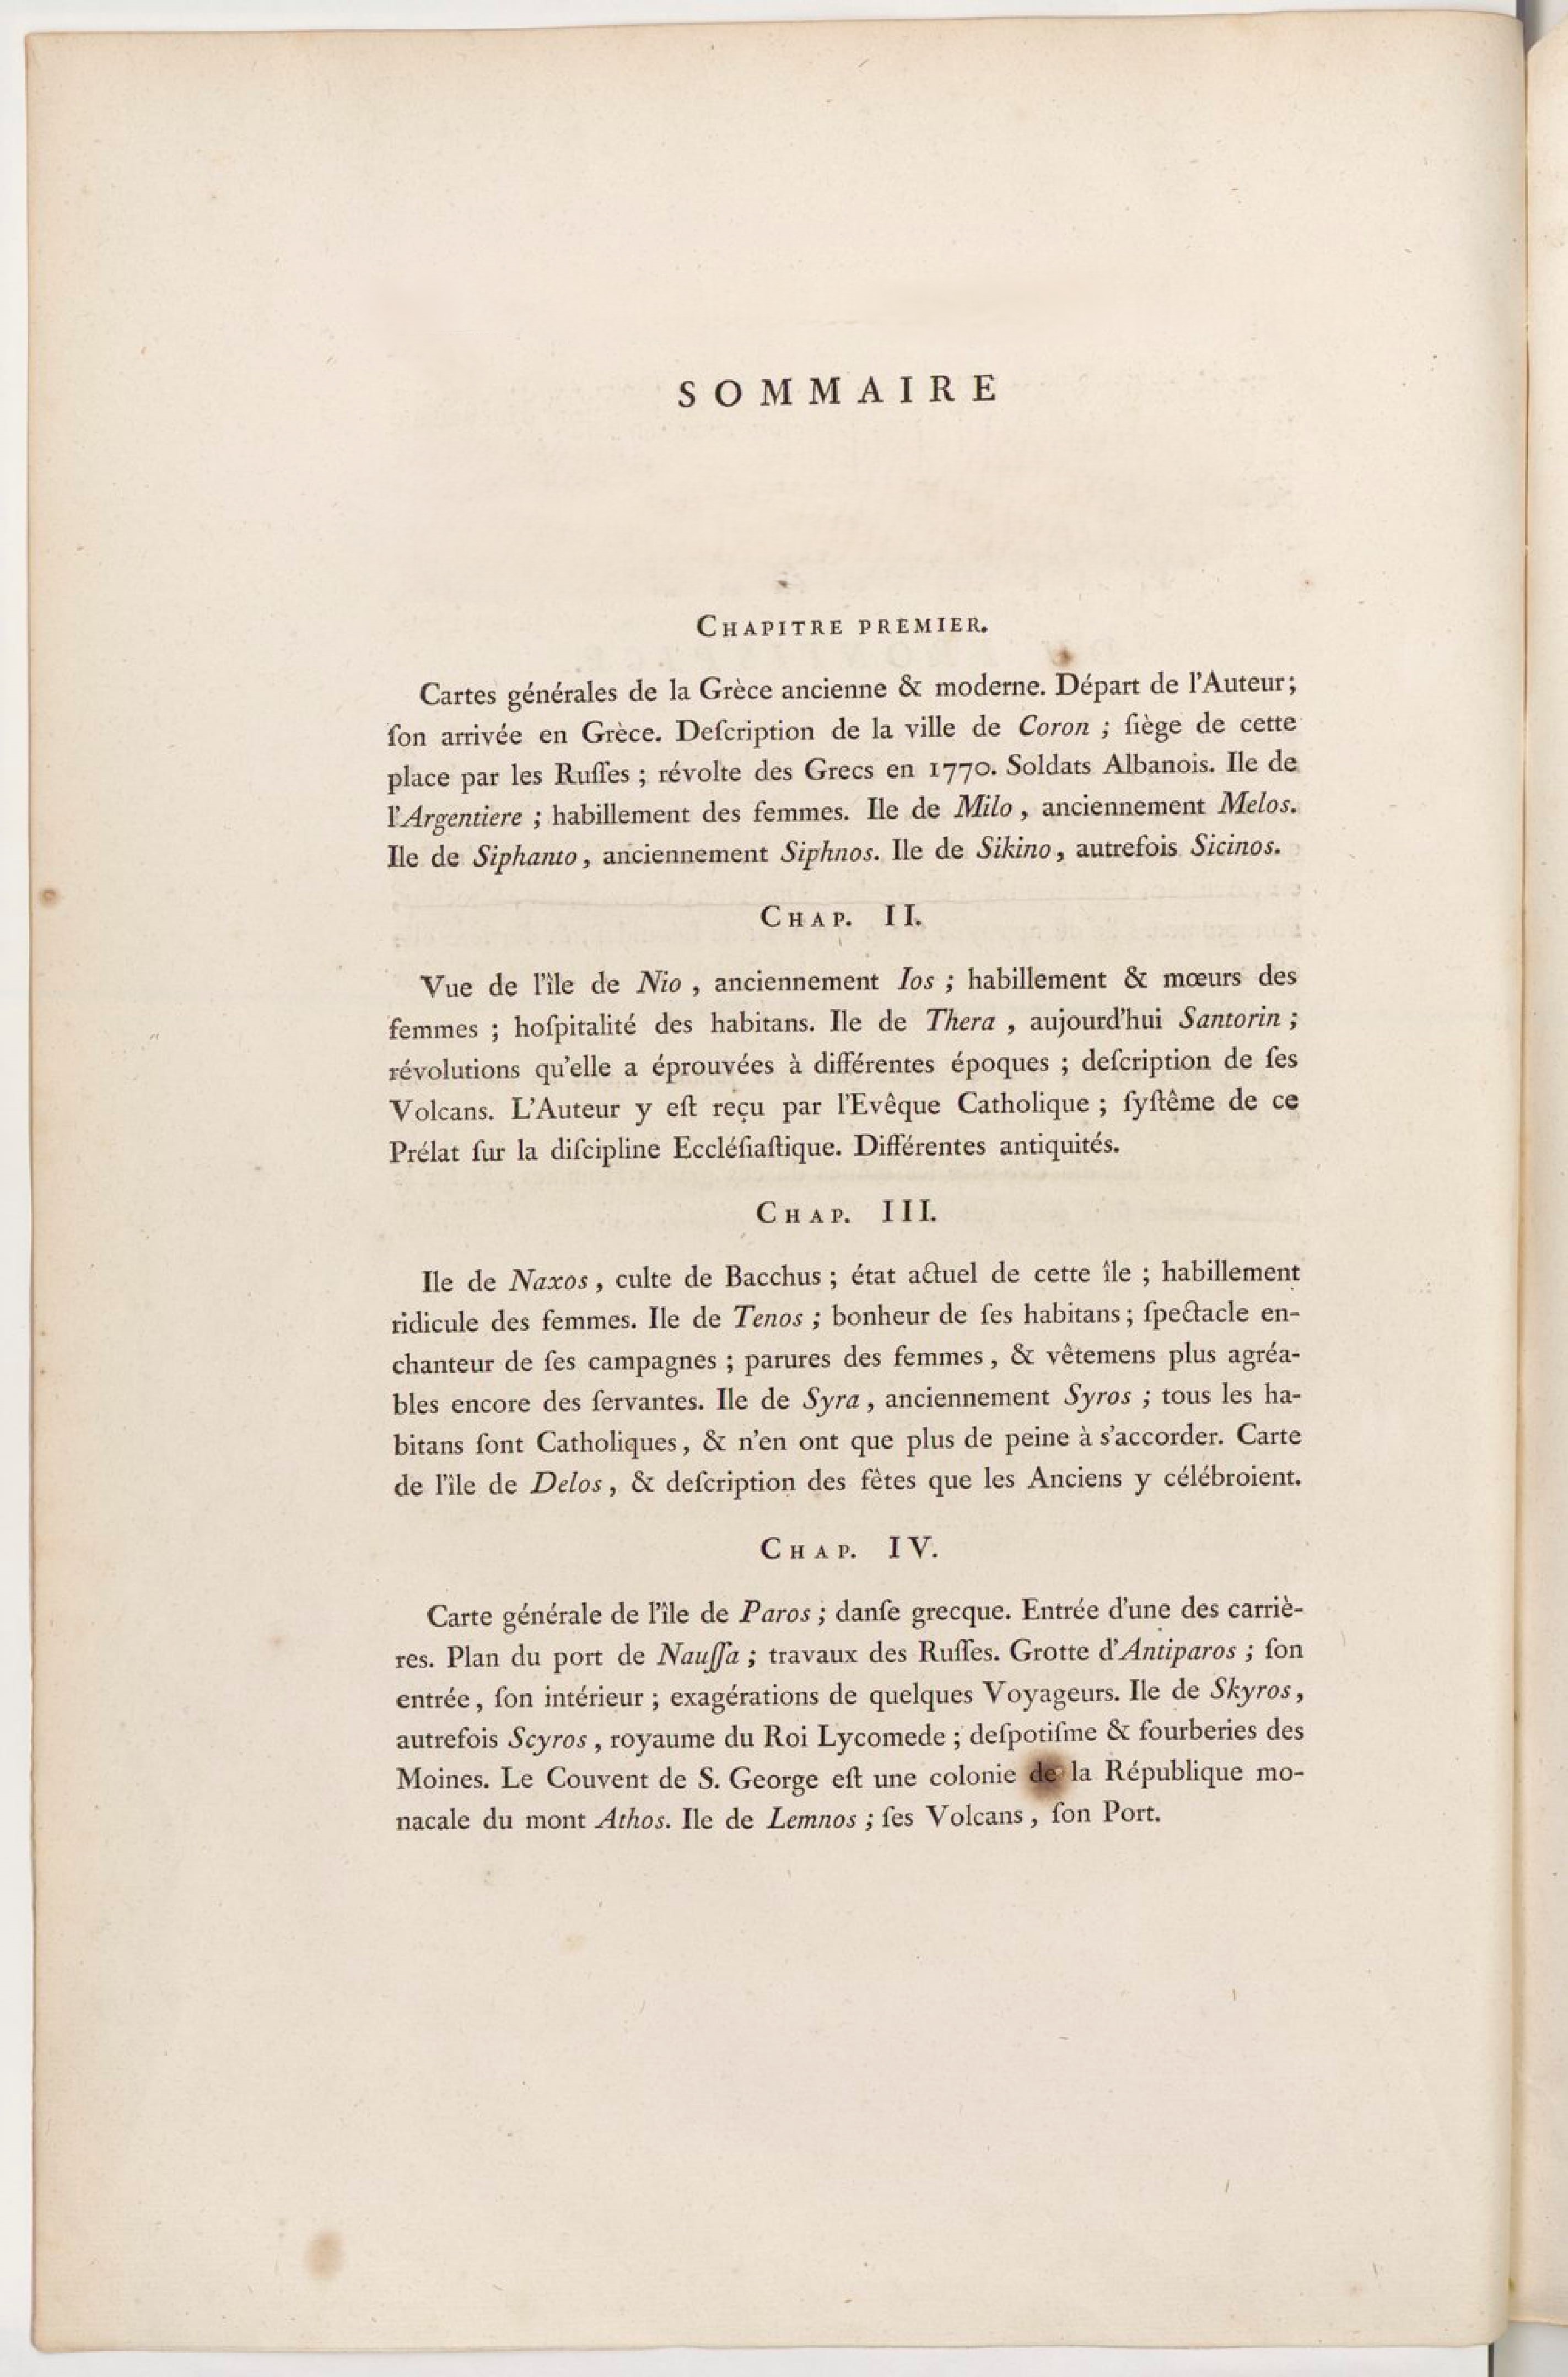 SOMMAIRE
CHAPITRE PREMIER.
Cartes générales de la Grèce ancienne & moderne. Départ de l'Auteur;
ſon arrivée en Grèce. Deſcription de la ville de Coron ; ſiège de cette
place par les Ruſſes ; révolte des Grecs en 1770. Soldats Albanois. Ile de
l'Argentiere ; habillement des femmes. Ile de Milo , anciennement Melos.
Ile de Siphanto , anciennement Siphnos. Ile de Sikino , autrefois Sicinos.
CHAP. II.
Vue de l'île de Nio , anciennement Ios ; habillement & mœurs des
femmes ; hoſpitalité des habitans. Ile de Thera , aujourd'hui Santorin ;
révolutions qu'elle a éprouvées à différentes époques ; deſcription de ſes
Volcans. L'Auteur y eſt reçu par l'Evêque Catholique ; ſyſtême de ce
Prélat ſur la diſcipline Eccléſiaſtique. Différentes antiquités.
CHAP. III.
Ile de Naxos , culte de Bacchus ; état actuel de cette île ; habillement
ridicule des femmes. Ile de Tenos ; bonheur de ſes habitans ; ſpectacle en-
chanteur de ſes campagnes ; parures des femmes , & vêtemens plus agréa-
bles encore des ſervantes. Ile de Syra , anciennement Syros ; tous les ha-
bitans ſont Catholiques , & n'en ont que plus de peine à s'accorder. Carte
de l'île de Delos , & deſcription des fêtes que les Anciens y célébroient.
CHAP. IV.
Carte générale de l'île de Paros ; danſe grecque. Entrée d'une des carriè-
res. Plan du port de Nauſſa ; travaux des Ruſſes. Grotte d'Antiparos ; ſon
entrée , ſon intérieur ; exagérations de quelques Voyageurs. Ile de Skyros ,
autrefois Scyros , royaume du Roi Lycomede ; deſpotiſme & fourberies des
Moines. Le Couvent de S. George eſt une colonie de la République mo-
nacale du mont Athos. Ile de Lemnos ; ſes Volcans , ſon Port.